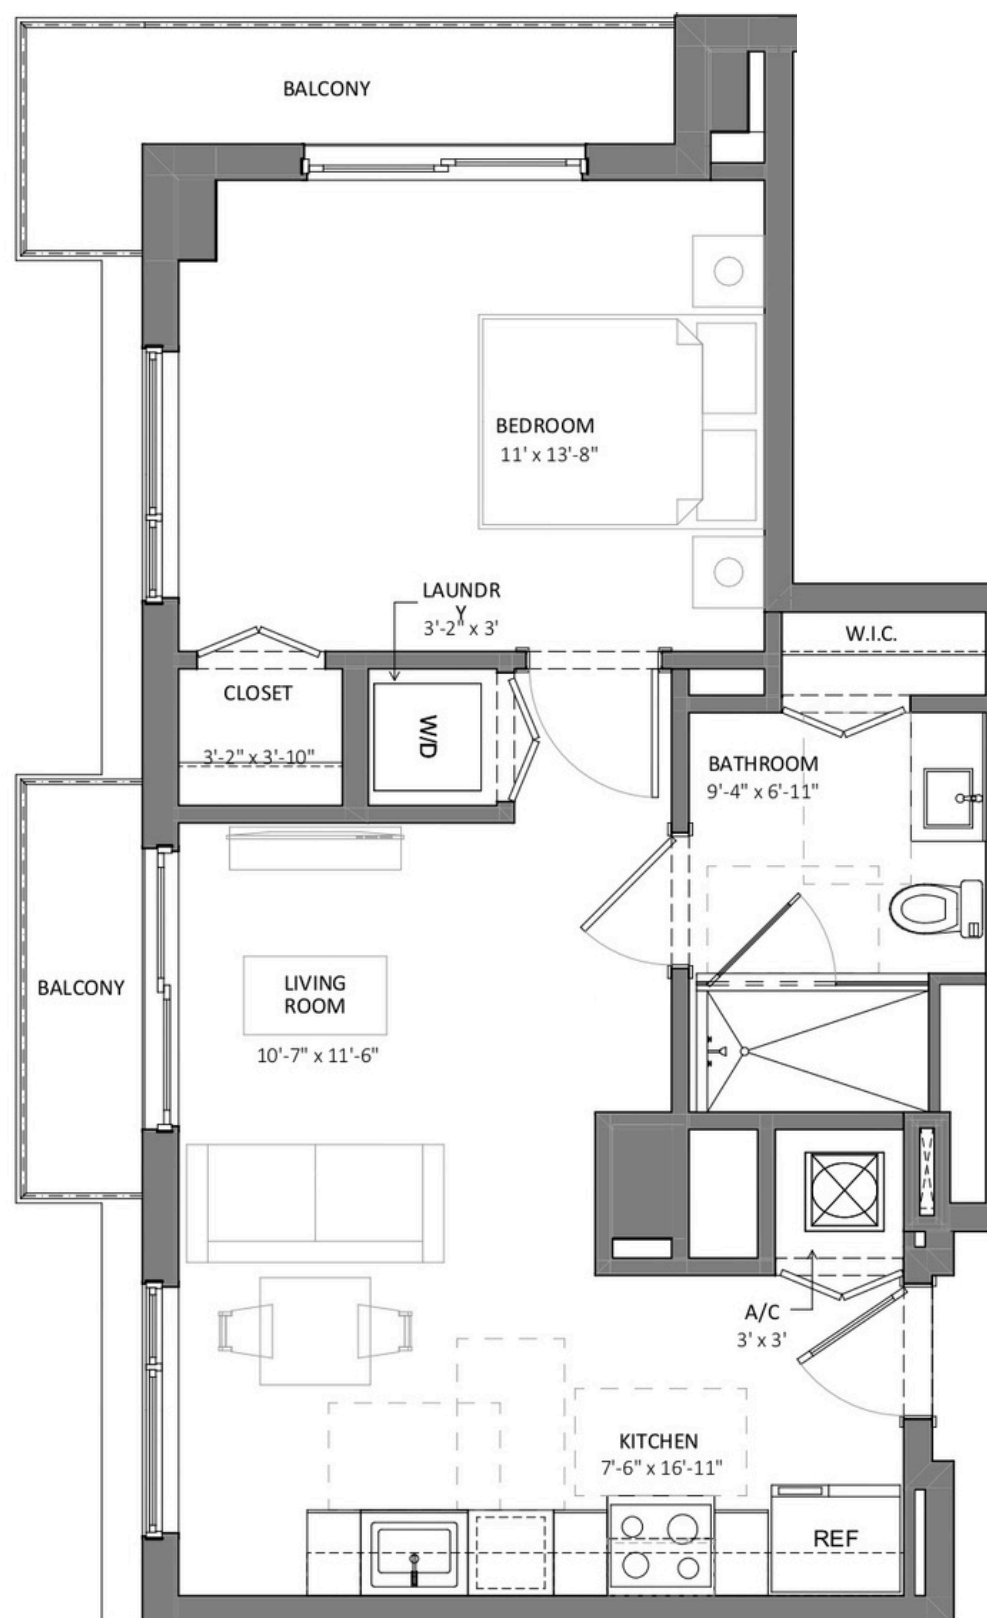 BALCONY
BEDROOM
11' x 13'-8"
LAUNDR
Y
3'-2" x 3'
W.I.C.
CLOSET
3'-2" x 3'-10"
W/D
BATHROOM
9'-4" x 6'-11"
BALCONY
LIVING
ROOM
10'-7" x 11'-6"
A/C
3' x 3'
KITCHEN
7'-6" x 16'-11"
REF